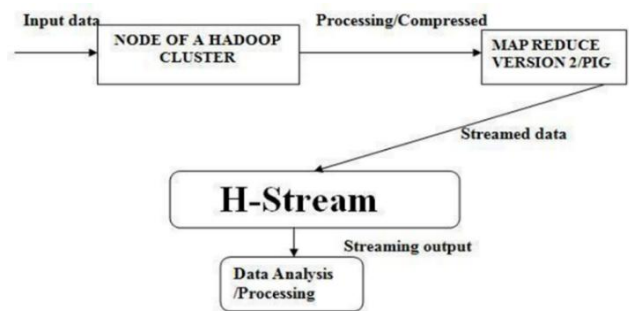 Input data
Processing/Compressed
NODE OF A HADOOP
CLUSTER
MAP REDUCE
VERSION 2/PIG
Streamed data
H-Stream
Streaming output
Data Analysis
/Processing